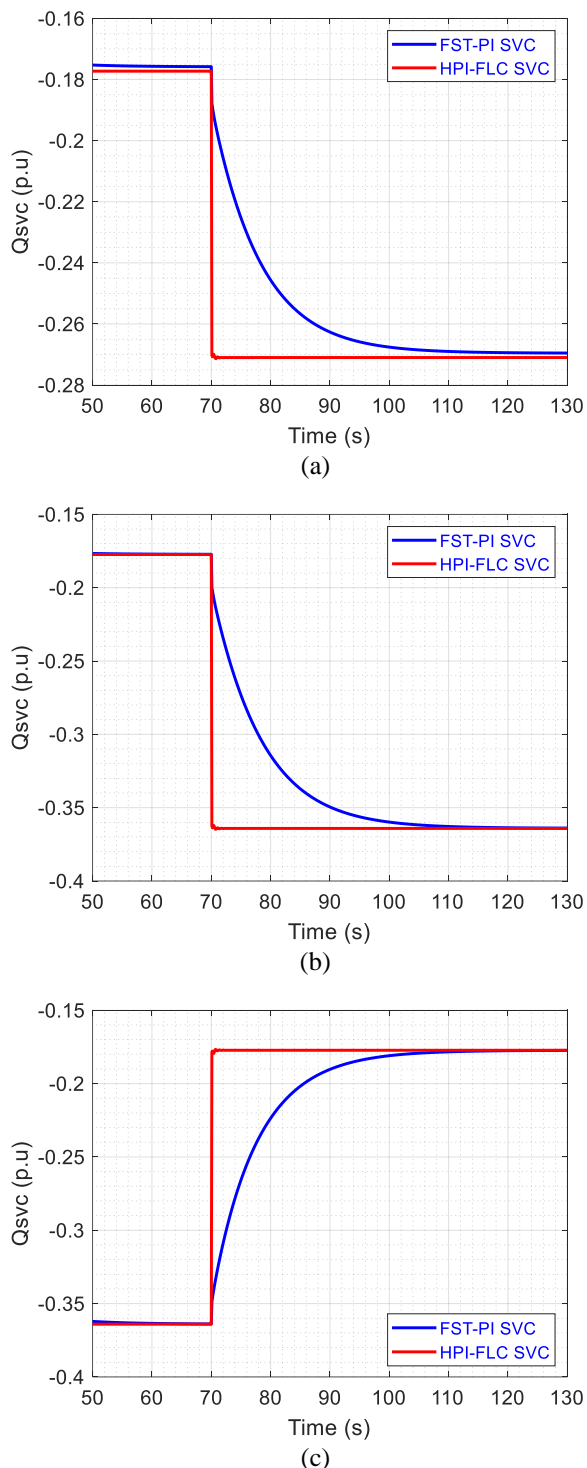 -0.16
FST-PI SVC
HPI-FLC SVC
-0.18
-0.2
-0.22
-0.24
-0.26
-0.28
Qsvc (p.u)
50 60 70 80 90 100 110 120 130
Time (s)
(a)
-0.15
FST-PI SVC
HPI-FLC SVC
-0.2
-0.25
-0.3
-0.35
-0.4
Qsvc (p.u)
50 60 70 80 90 100 110 120 130
Time (s)
(b)
-0.15
-0.2
-0.25
-0.3
-0.35
-0.4
Qsvc (p.u)
FST-PI SVC
HPI-FLC SVC
50 60 70 80 90 100 110 120 130
Time (s)
(c)